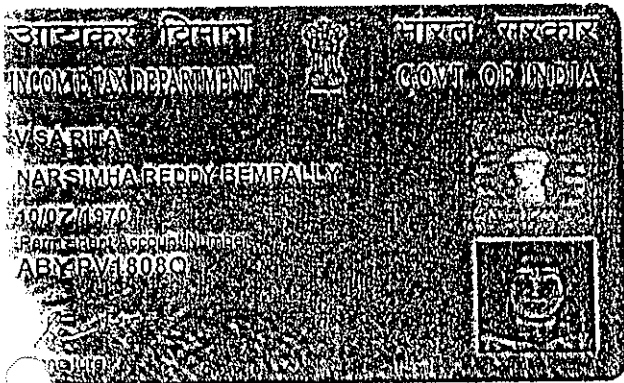 आयकर विभाग
भारत सरकार
INCOME TAX DEPARTMENT
GOVT. OF INDIA
V SARITA
NARSIMHA REDDY BEMPALLY
10/07/1970
Permanent Account Number
ABYPV1808Q